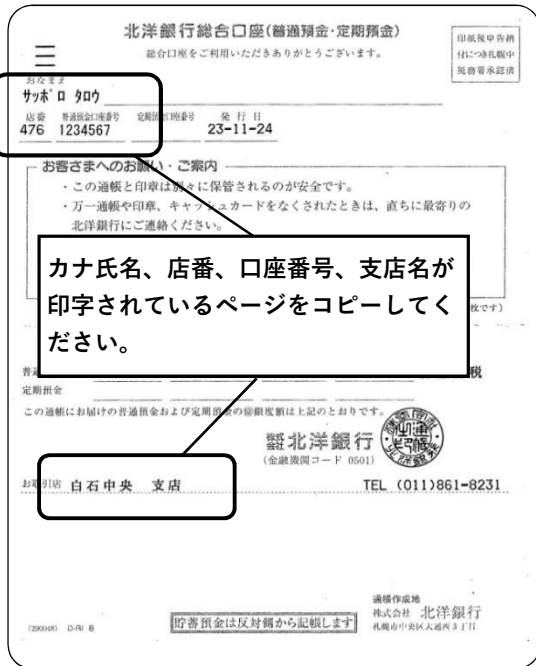 北洋銀行総合口座(普通預金・定期預金)
総合口座をご利用いただきありがとうございます。
印紙税申告納
付につき札幌中
税務署承認済
おなまえ
サッポロ タロウ
店番 普通預金口座番号 定期預金口座番号 発行日
476 1234567 23-11-24
お客さまへのお願い・ご案内
・この通帳と印章は別々に保管されるのが安全です。
・万一通帳や印章、キャッシュカードをなくされたときは、直ちに最寄りの
北洋銀行にご連絡ください。
カナ氏名、店番、口座番号、支店名が
印字されているページをコピーしてく
ださい。
枚です)
普 税
定期預金
この通帳にお届けの普通預金および定期預金の 限度額は上記のとおりです。
株式会社 北洋銀行
(金融機関コード 0501)
お取引店 白石中央 支店 TEL (011)861-8231
通帳作成地
株式会社 北洋銀行
札幌市中央区大通西3丁目
貯蓄預金は反対側から記帳します
D-RI B